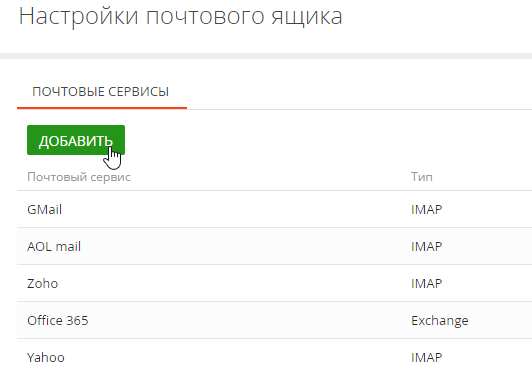 Настройки почтового ящика
ПОЧТОВЫЕ СЕРВИСЫ
ДОБАВИТЬ
Почтовый сервис Тип
GMail IMAP
AOL mail IMAP
Zoho IMAP
Office 365 Exchange
Yahoo IMAP